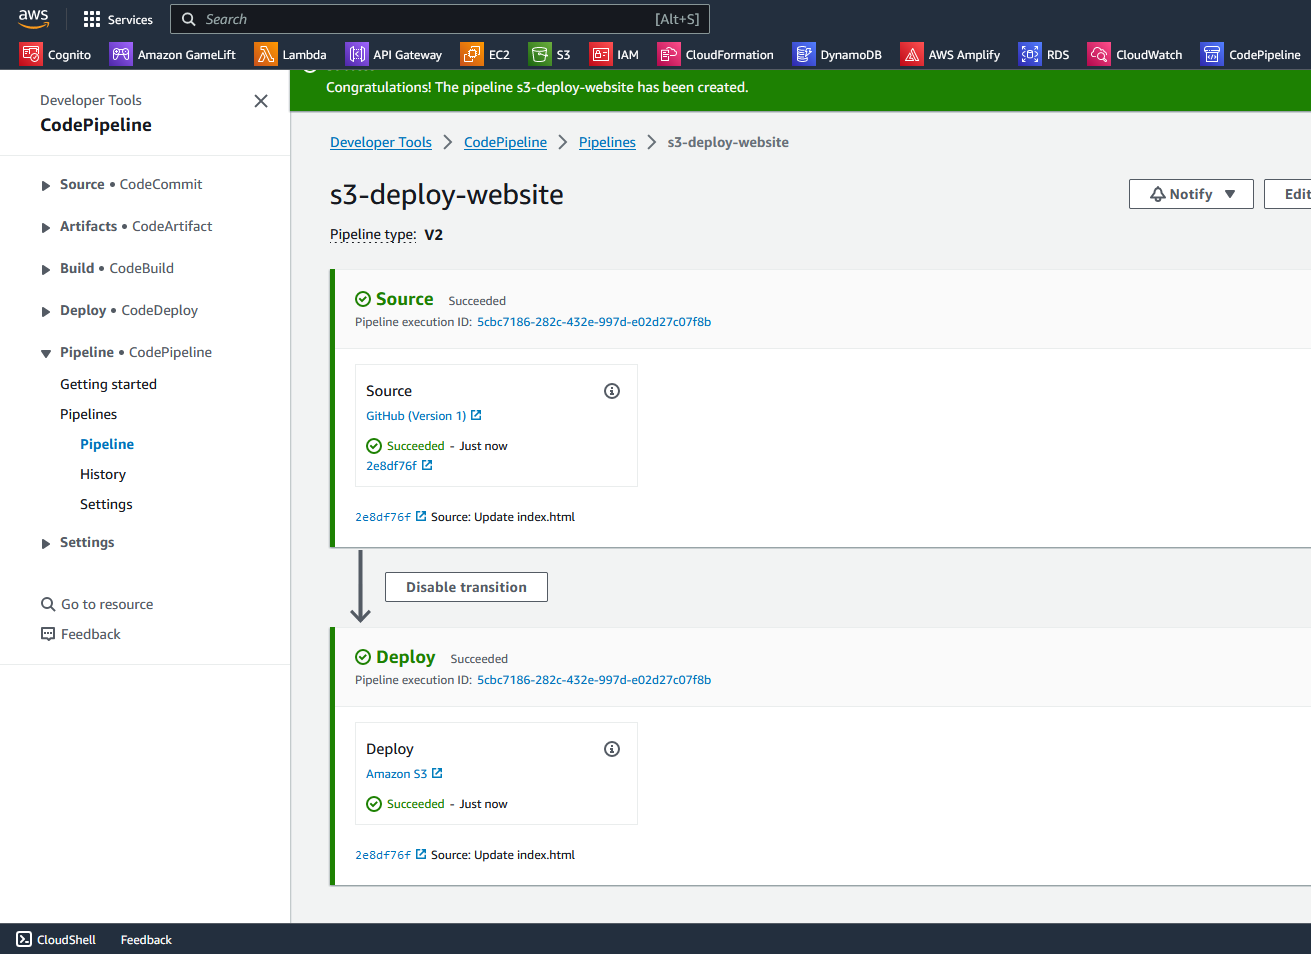 aws
Services
Search
[Alt+S]
Cognito
Amazon GameLift
Lambda
API Gateway
EC2
S3
IAM
CloudFormation
DynamoDB
AWS Amplify
RDS
CloudWatch
CodePipeline
Developer Tools
CodePipeline
Source • CodeCommit
Artifacts • CodeArtifact
Build • CodeBuild
Deploy • CodeDeploy
Pipeline • CodePipeline
Getting started
Pipelines
Pipeline
History
Settings
Settings
Go to resource
Feedback
Congratulations! The pipeline s3-deploy-website has been created.
Developer Tools
CodePipeline
Pipelines
s3-deploy-website
s3-deploy-website
Notify
Edit
Pipeline type: V2
Source Succeeded
Pipeline execution ID: 5cbc7186-282c-432e-997d-e02d27c07f8b
Source
GitHub (Version 1)
Succeeded - Just now
2e8df76f
2e8df76f Source: Update index.html
Disable transition
Deploy Succeeded
Pipeline execution ID: 5cbc7186-282c-432e-997d-e02d27c07f8b
Deploy
Amazon S3
Succeeded - Just now
2e8df76f Source: Update index.html
CloudShell
Feedback